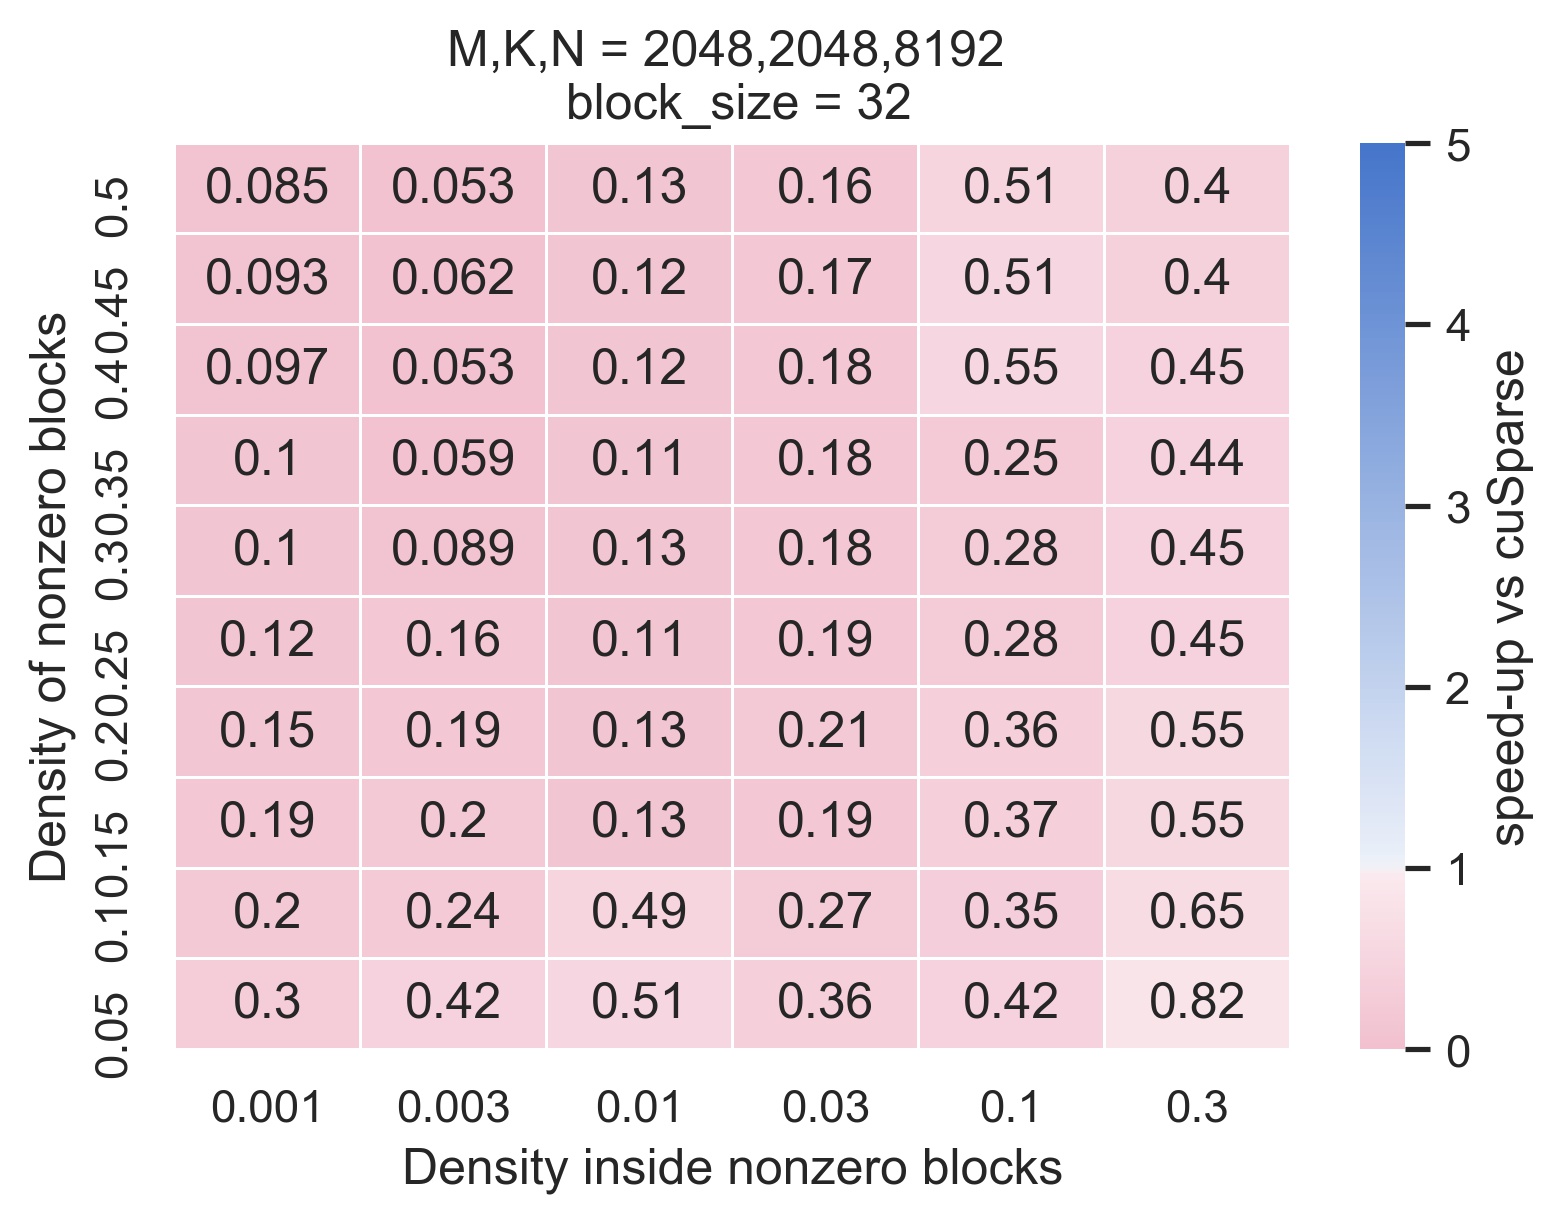 M,K,N = 2048,2048,8192
block_size = 32
Density of nonzero blocks
0.5 0.085 0.053 0.13 0.16 0.51 0.4
0.45 0.093 0.062 0.12 0.17 0.51 0.4
0.4 0.097 0.053 0.12 0.18 0.55 0.45
0.35 0.1 0.059 0.11 0.18 0.25 0.44
0.3 0.1 0.089 0.13 0.18 0.28 0.45
0.25 0.12 0.16 0.11 0.19 0.28 0.45
0.2 0.15 0.19 0.13 0.21 0.36 0.55
0.15 0.19 0.2 0.13 0.19 0.37 0.55
0.1 0.2 0.24 0.49 0.27 0.35 0.65
0.05 0.3 0.42 0.51 0.36 0.42 0.82
0.001 0.003 0.01 0.03 0.1 0.3
Density inside nonzero blocks
5
4
3
2
1
0
speed-up vs cuSparse